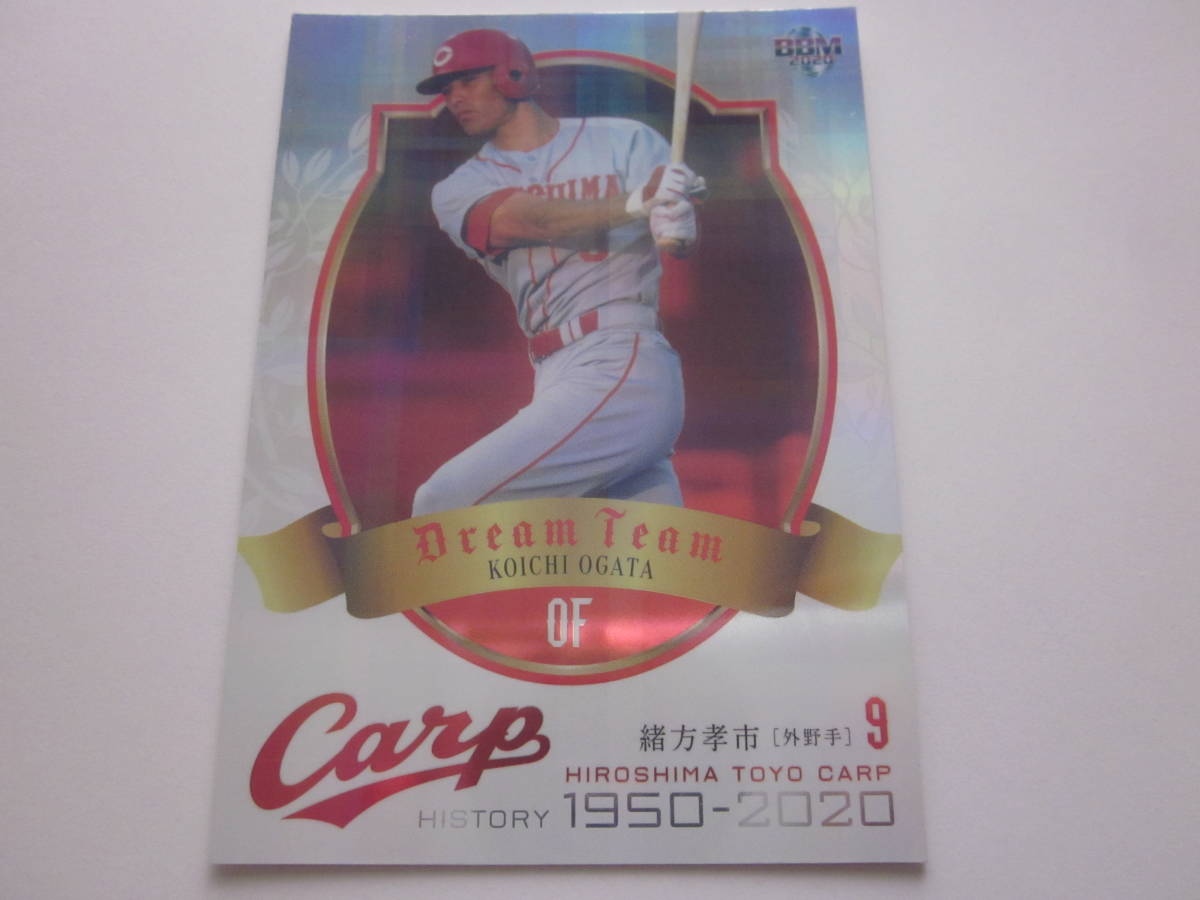 BBM
2020
C
SHIMA
Dream Team
KOICHI OGATA
OF
Carp
緒方孝市 [外野手] 9
HIROSHIMA TOYO CARP
HISTORY 1950-2020